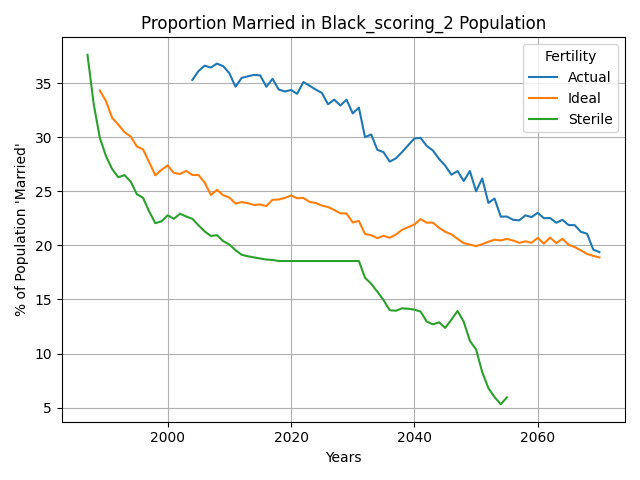 Proportion Married in Black_scoring_2 Population
Fertility
Actual
Ideal
Sterile
% of Population 'Married'
35
30
25
20
15
10
5
2000
2020
2040
2060
Years